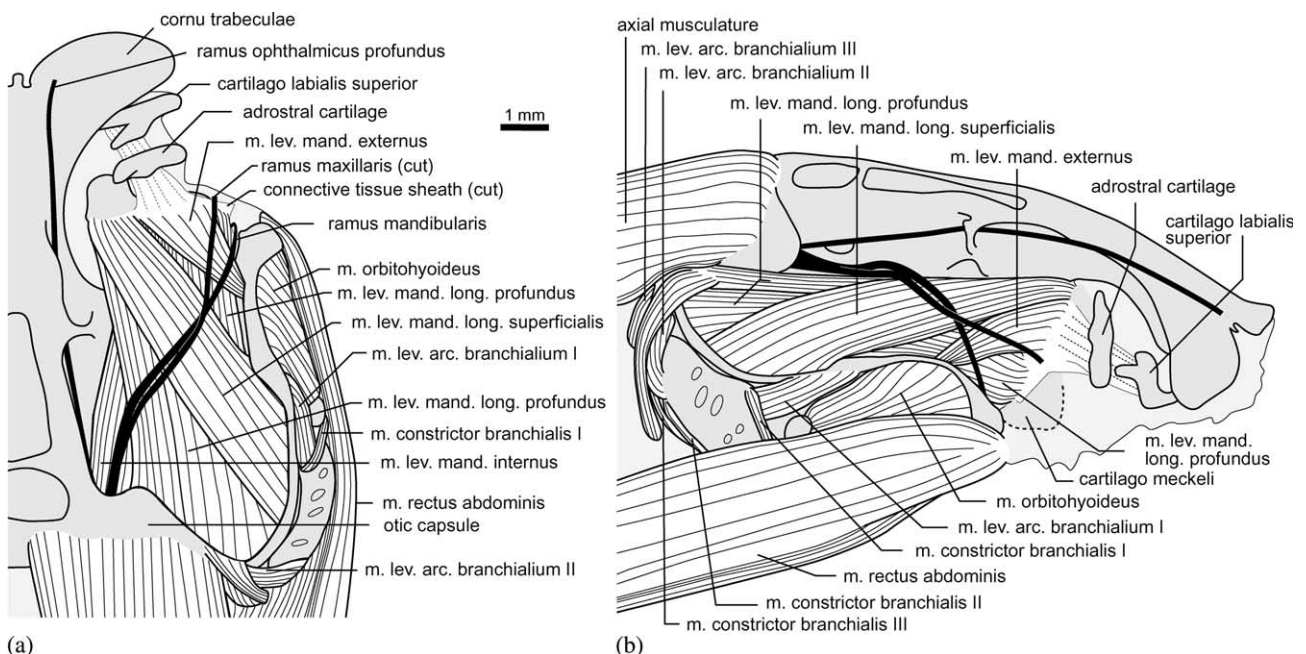 cornu trabeculae
ramus ophthalmicus profundus
cartilago labialis superior
adrostral cartilage
m. lev. mand. externus
ramus maxillaris (cut)
connective tissue sheath (cut)
ramus mandibularis
m. orbitohyoideus
m. lev. mand. long. profundus
m. lev. mand. long. superficialis
m. lev. arc. branchialium I
m. lev. mand. long. profundus
m. constrictor branchialis I
m. lev. mand. internus
m. rectus abdominis
otic capsule
m. lev. arc. branchialium II
(a)
1 mm
axial musculature
m. lev. arc. branchialium III
m. lev. arc. branchialium II
m. lev. mand. long. profundus
m. lev. mand. long. superficialis
m. lev. mand. externus
adrostral cartilage
cartilago labialis
superior
m. lev. mand.
long. profundus
cartilago meckeli
m. orbitohyoideus
m. lev. arc. branchialium I
m. constrictor branchialis I
m. rectus abdominis
m. constrictor branchialis II
m. constrictor branchialis III
(b)